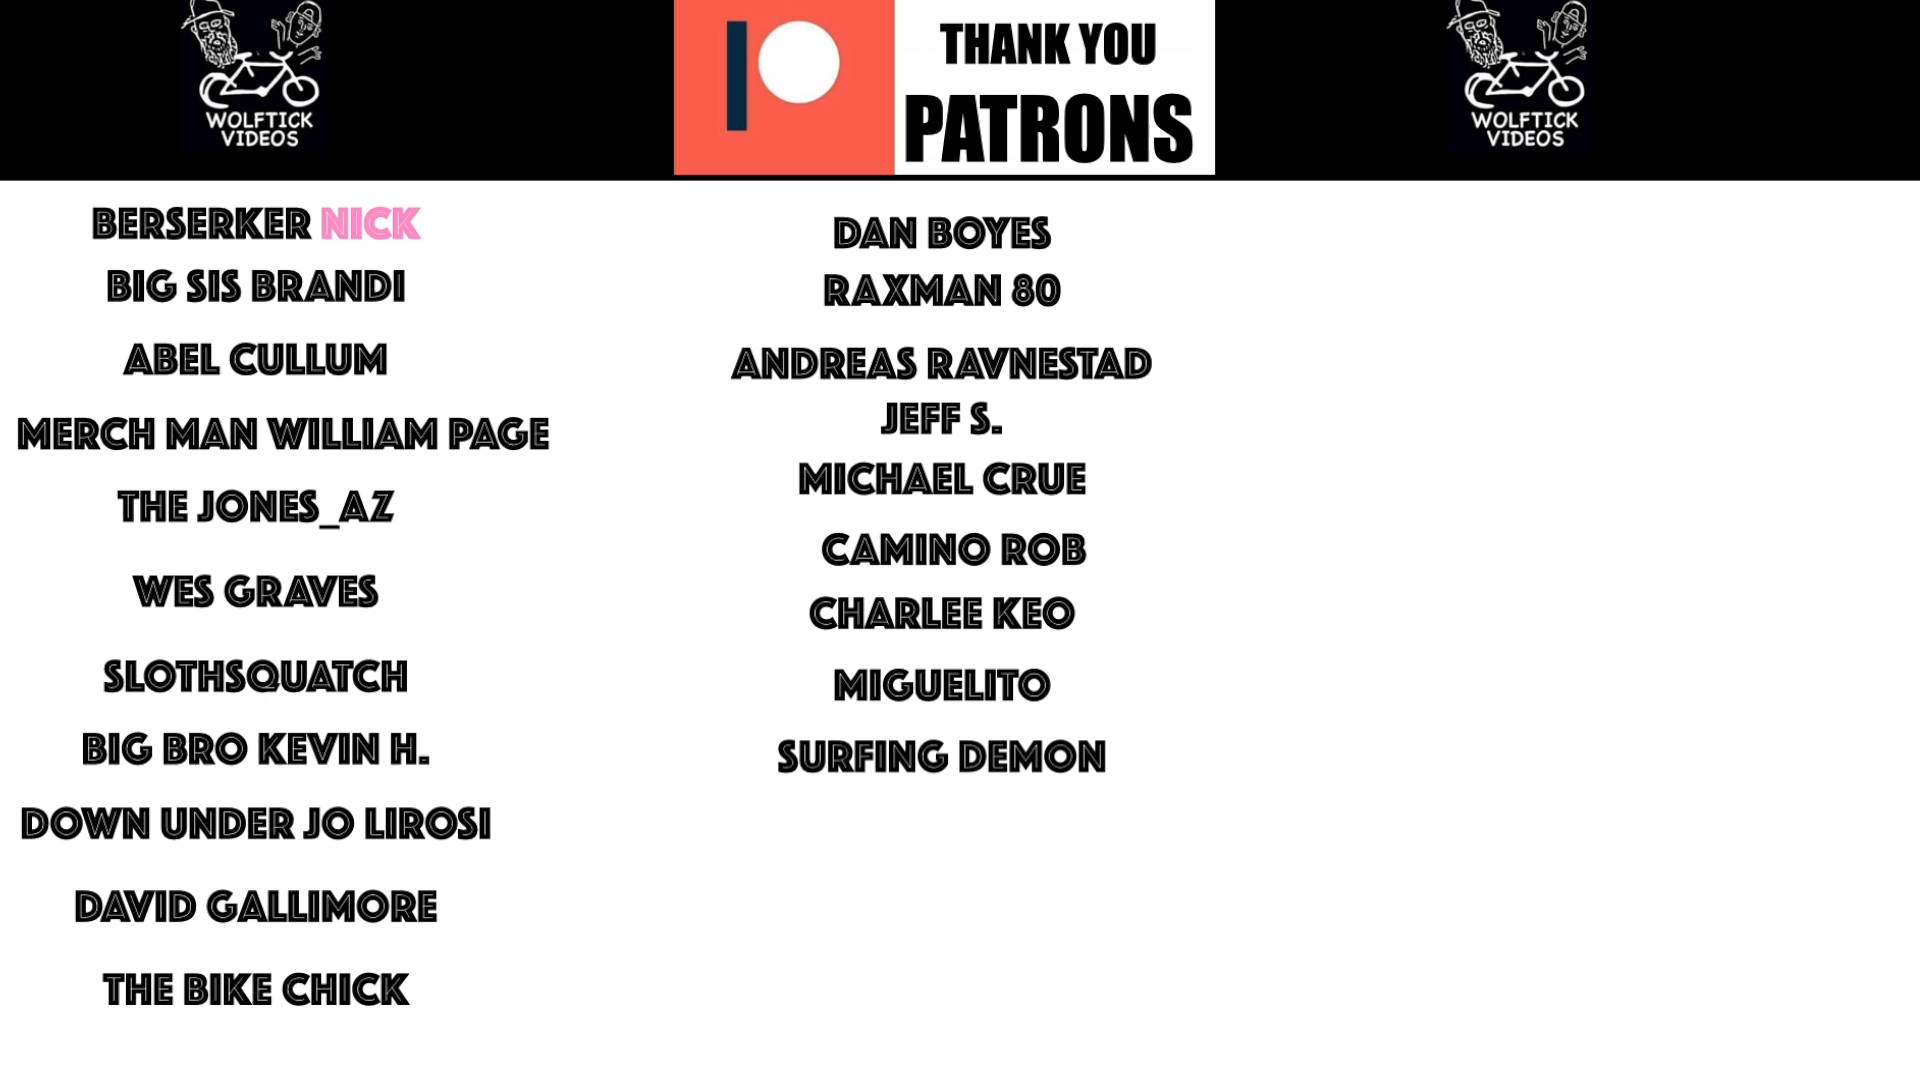 WOLFTICK
VIDEOS
THANK YOU
PATRONS
WOLFTICK
VIDEOS
BERSERKER NICK
BIG SIS BRANDI
ABEL CULLUM
MERCH MAN WILLIAM PAGE
THE JONES_AZ
WES GRAVES
SLOTHSQUATCH
BIG BRO KEVIN H.
DOWN UNDER JO LIROSI
DAVID GALLIMORE
THE BIKE CHICK
DAN BOYES
RAXMAN 80
ANDREAS RAVNESTAD
JEFF S.
MICHAEL CRUE
CAMINO ROB
CHARLEE KEO
MIGUELITO
SURFING DEMON